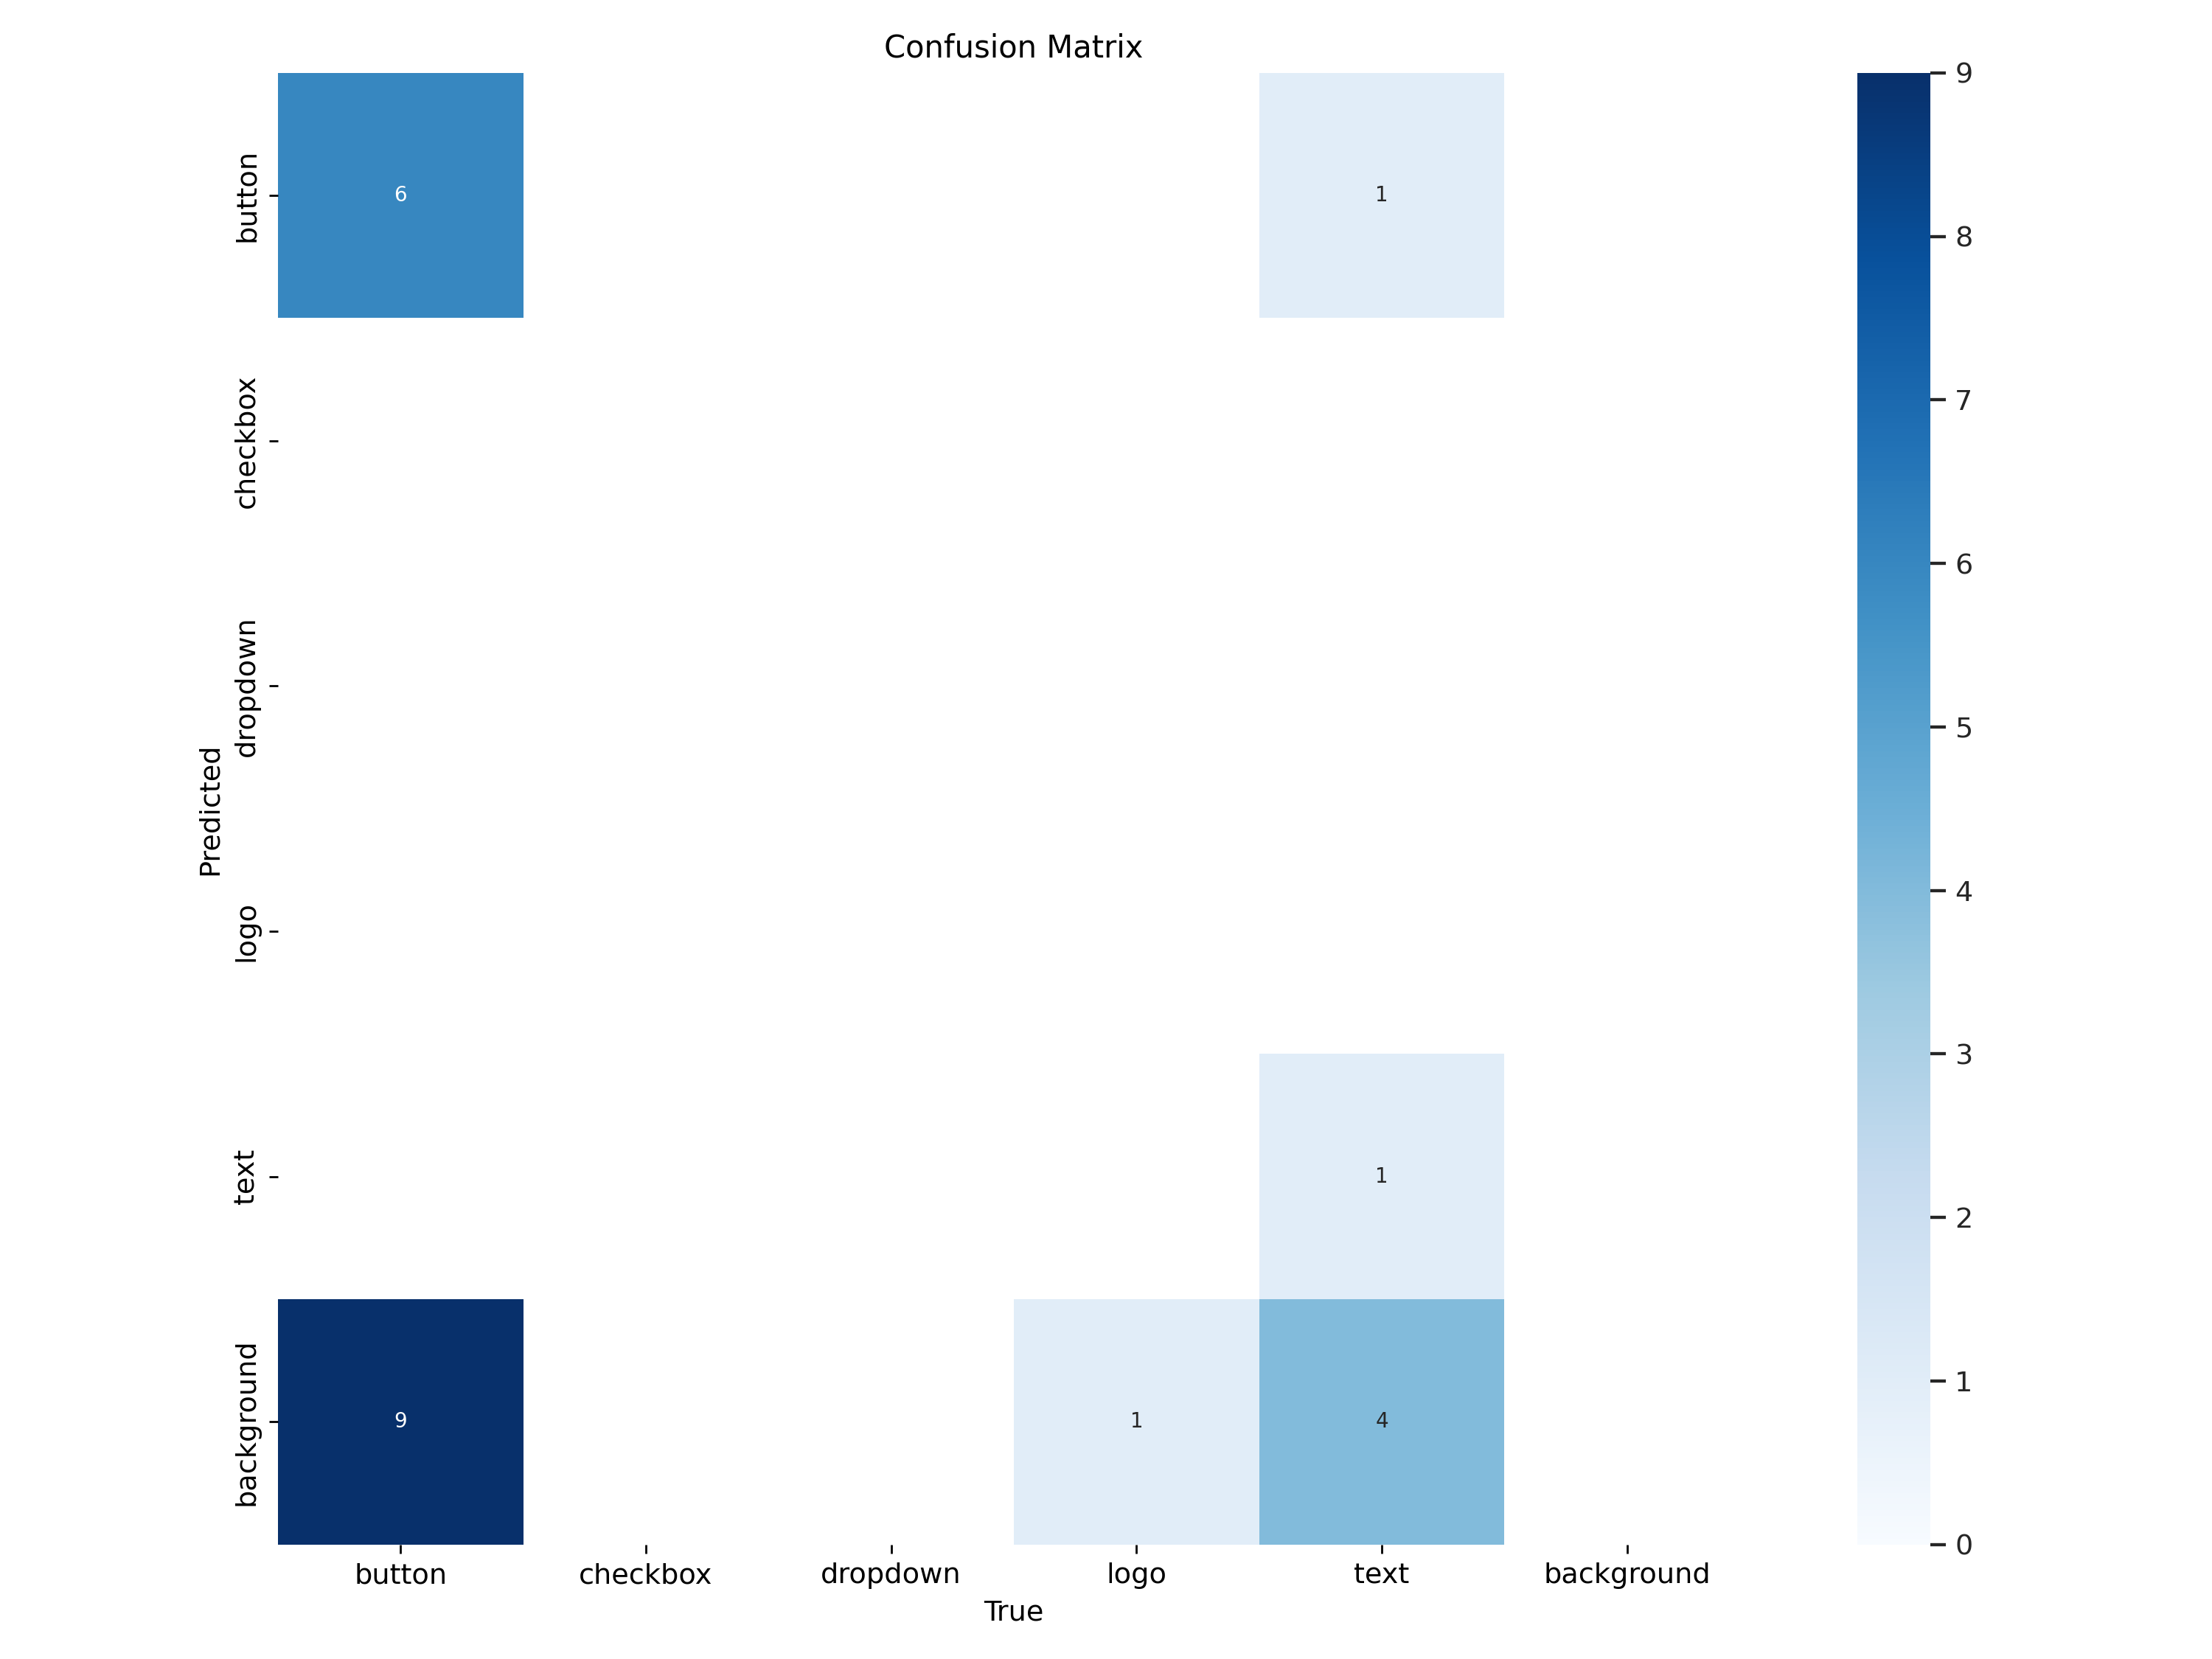 Confusion Matrix
Predicted
button
checkbox
dropdown
logo
text
background
6
1
1
9
1
4
button
checkbox
dropdown
logo
text
background
True
9
8
7
6
5
4
3
2
1
0